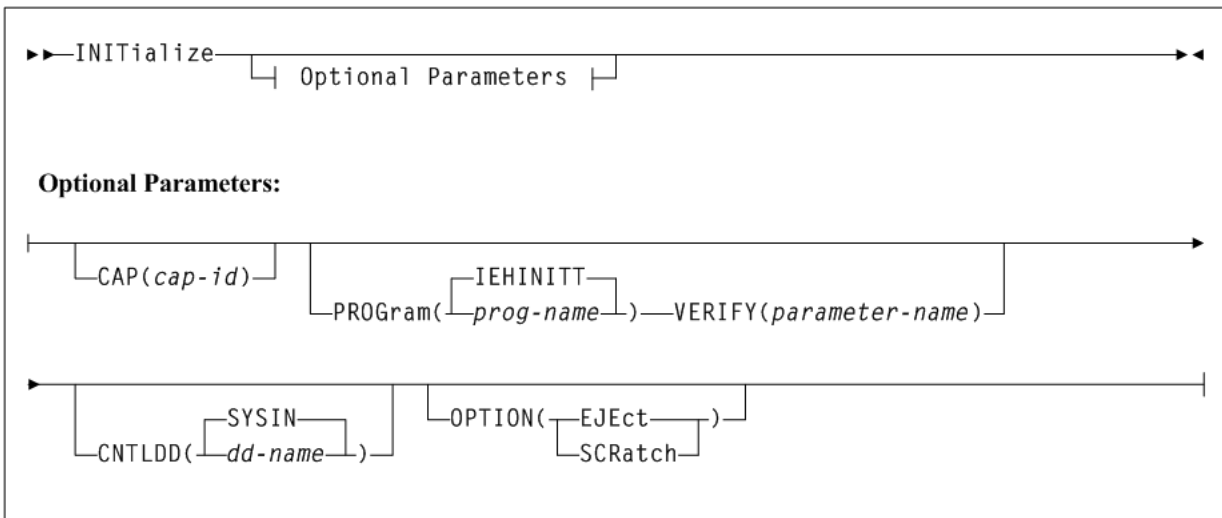 INITialize
Optional Parameters
Optional Parameters:
CAP(cap-id)
IEHINITT
PROGram( prog-name ) VERIFY(parameter-name)
SYSIN
CNTLDD( dd-name )
OPTION( EJEct )
SCRatch